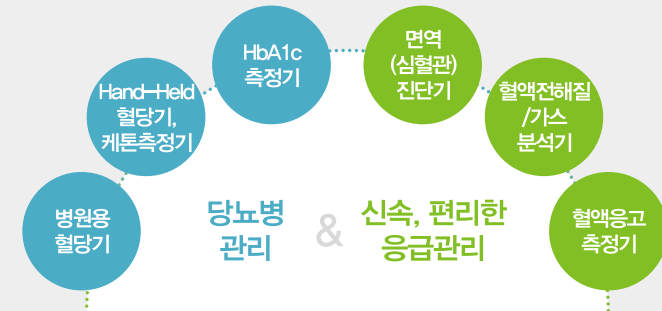 HbA1c
측정기
면역
(심혈관)
진단기
Hand-Held
혈당기,
케톤측정기
혈액전해질
/가스
분석기
병원용
혈당기
당뇨병
관리
&
신속, 편리한
응급관리
혈액응고
측정기